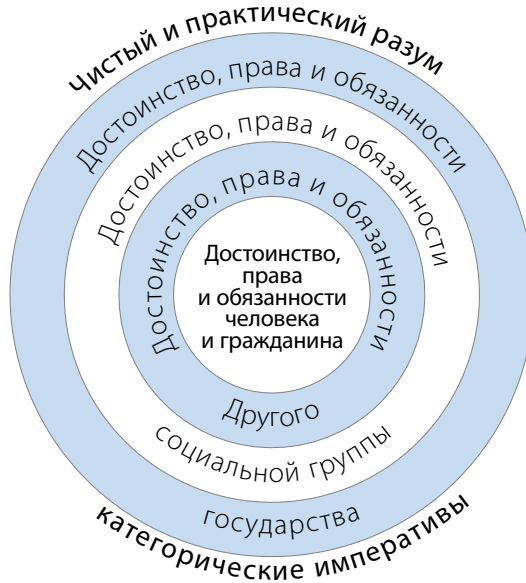 Чистый и практический разум
Достоинство, права и обязанности
Достоинство, права и обязанности
Достоинство, права и обязанности
Достоинство,
права
и обязанности
человека
и гражданина
Другого
социальной группы
государства
категорические императивы